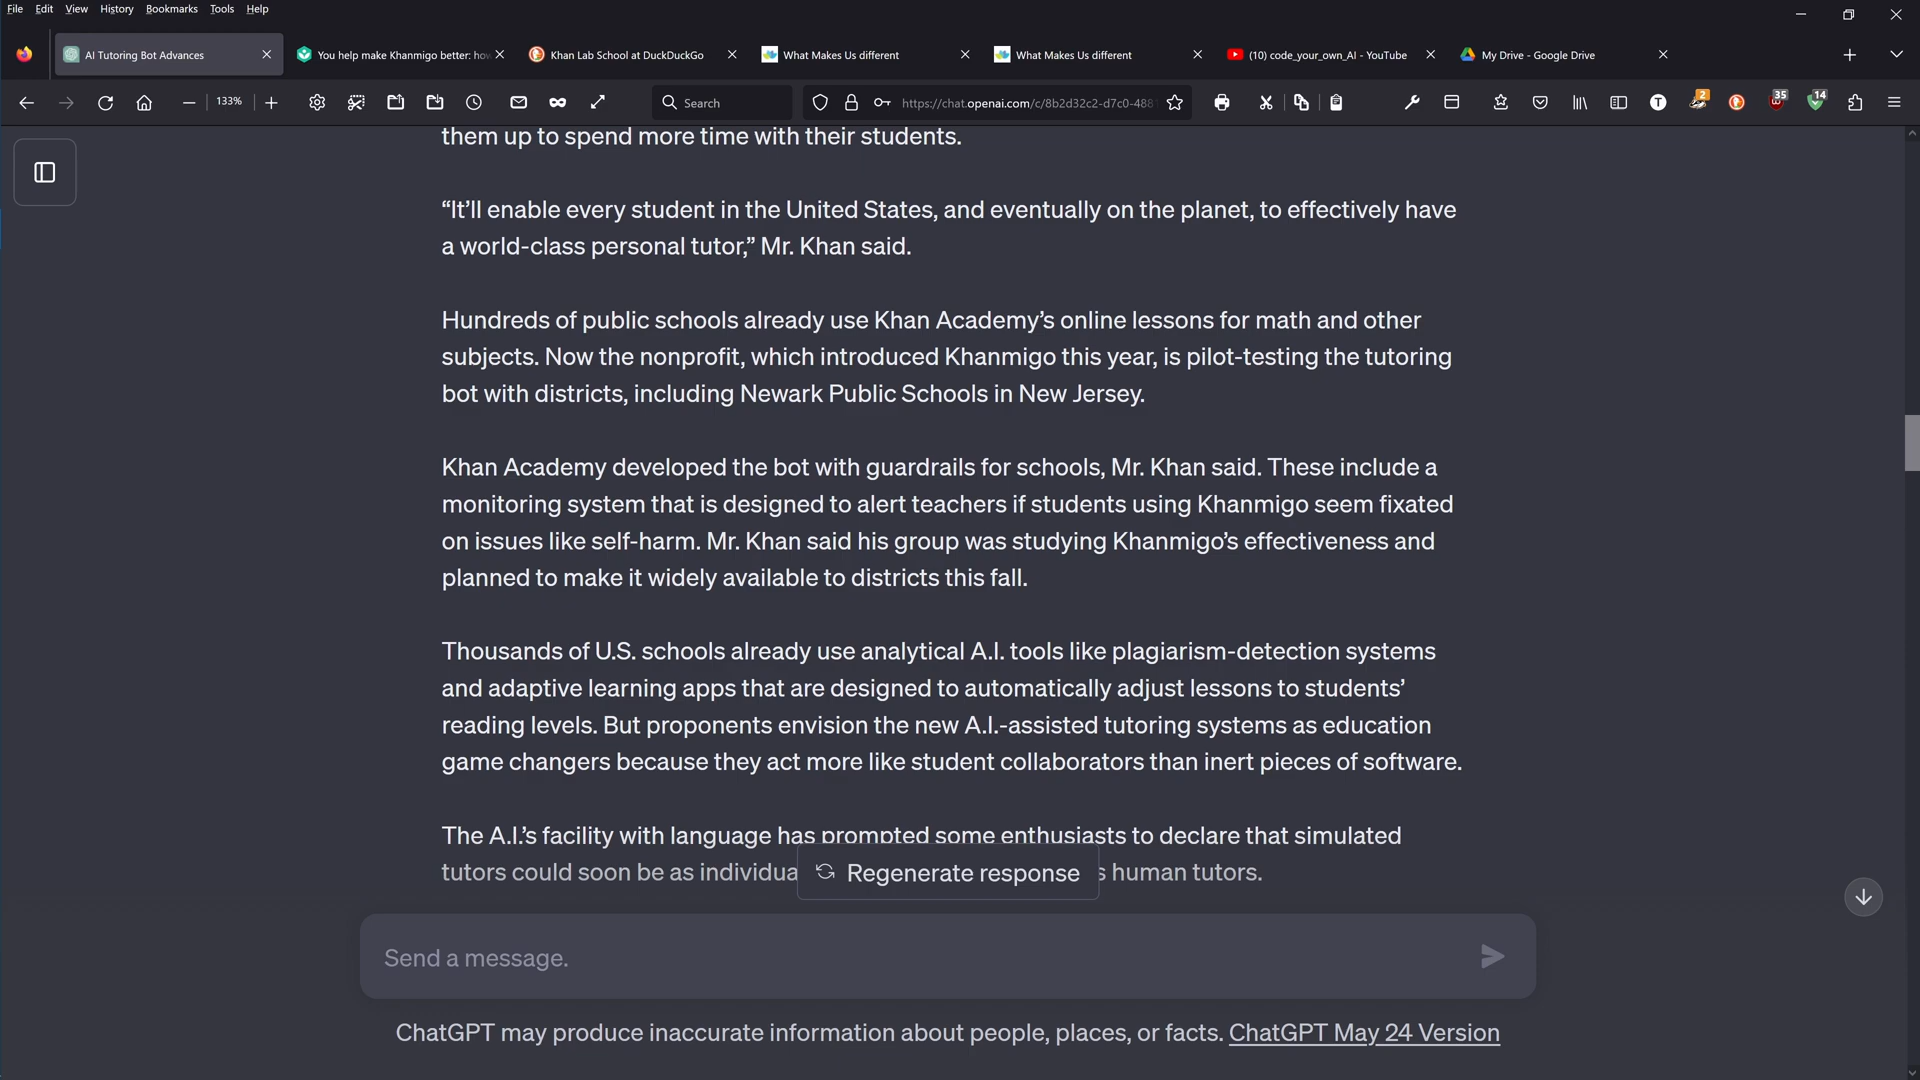 File Edit View History Bookmarks Tools Help
AI Tutoring Bot Advances
You help make Khanmigo better: how
Khan Lab School at DuckDuckGo
What Makes Us different
What Makes Us different
(10) code_your_own_AI - YouTube
My Drive - Google Drive
133%
Search
https://chat.openai.com/c/8b2d32c2-d7c0-488
T
2
35
14
them up to spend more time with their students.
“It’ll enable every student in the United States, and eventually on the planet, to effectively have
a world-class personal tutor,” Mr. Khan said.
Hundreds of public schools already use Khan Academy’s online lessons for math and other
subjects. Now the nonprofit, which introduced Khanmigo this year, is pilot-testing the tutoring
bot with districts, including Newark Public Schools in New Jersey.
Khan Academy developed the bot with guardrails for schools, Mr. Khan said. These include a
monitoring system that is designed to alert teachers if students using Khanmigo seem fixated
on issues like self-harm. Mr. Khan said his group was studying Khanmigo’s effectiveness and
planned to make it widely available to districts this fall.
Thousands of U.S. schools already use analytical A.I. tools like plagiarism-detection systems
and adaptive learning apps that are designed to automatically adjust lessons to students’
reading levels. But proponents envision the new A.I.-assisted tutoring systems as education
game changers because they act more like student collaborators than inert pieces of software.
The A.I.’s facility with language has prompted some enthusiasts to declare that simulated
tutors could soon be as individua s human tutors.
Regenerate response
Send a message.
ChatGPT may produce inaccurate information about people, places, or facts. ChatGPT May 24 Version